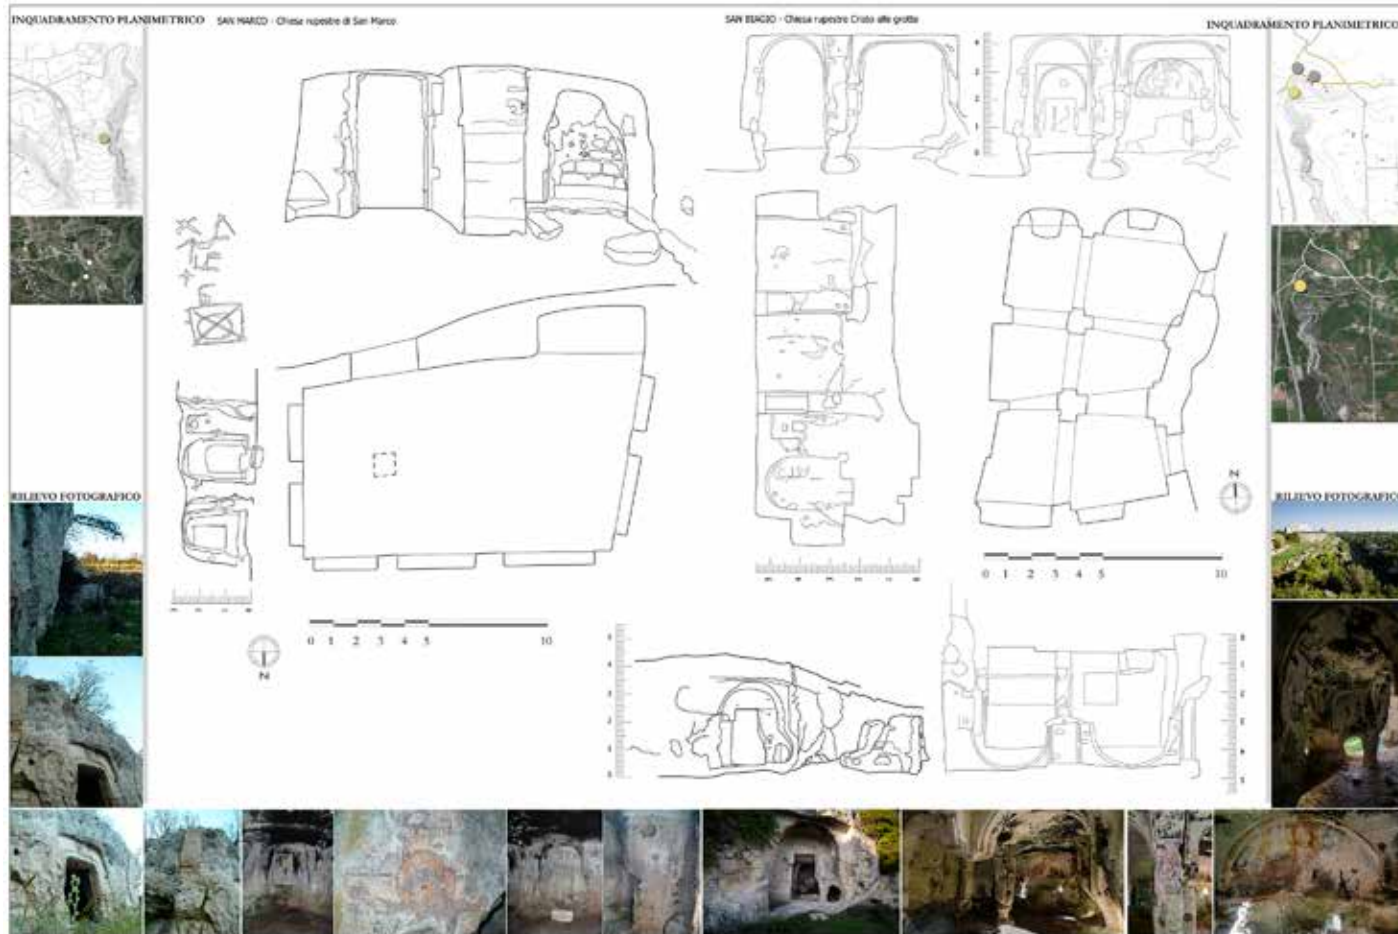 INQUADRAMENTO PLANIMETRICO
SAN MARCO - Chiesa rupestre di San Marco
SAN BIAGIO - Chiesa rupestre Cristo alle grotte
INQUADRAMENTO PLANIMETRICO
RILIEVO FOTOGRAFICO
RILIEVO FOTOGRAFICO
N
0 1 2 3 4 5 10
0 1 2 3 4 5 10
N